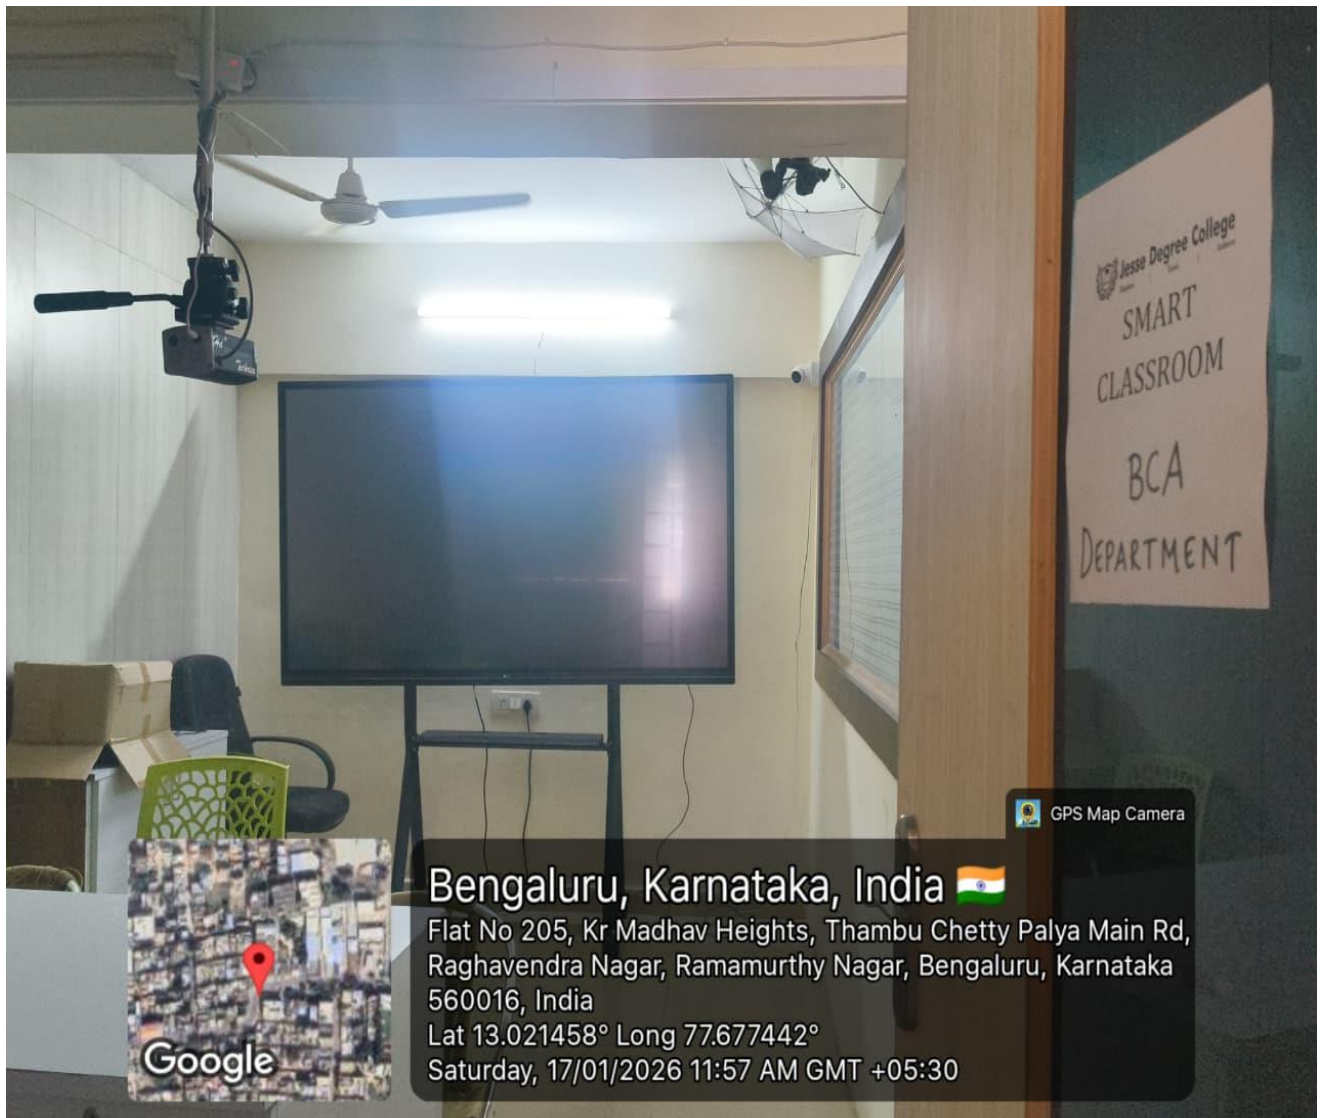 Jesse Degree College
SMART
CLASSROOM
BCA
DEPARTMENT
GPS Map Camera
Bengaluru, Karnataka, India
Flat No 205, Kr Madhav Heights, Thambu Chetty Palya Main Rd,
Raghavendra Nagar, Ramamurthy Nagar, Bengaluru, Karnataka
560016, India
Lat 13.021458° Long 77.677442°
Saturday, 17/01/2026 11:57 AM GMT +05:30
Google